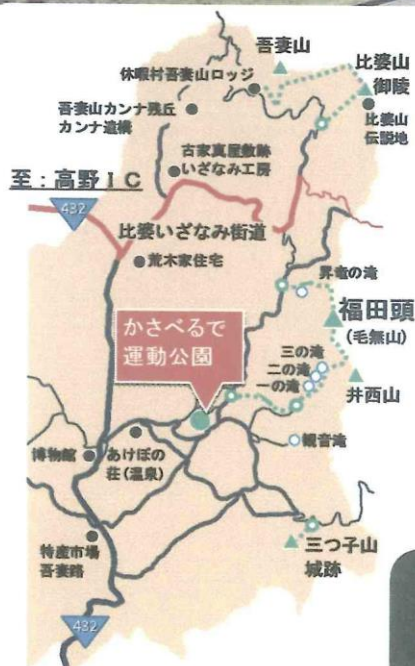 吾妻山
比婆山
御陵
休暇村吾妻山ロッジ
比婆山
伝説地
吾妻山カンナ残丘
カンナ遺構
古家真屋敷跡
いざなみ工房
至：高野IC
432
比婆いざなみ街道
荒木家住宅
昇竜の滝
福田頭
(毛無山)
かさべるで
運動公園
三の滝
二の滝
一の滝
井西山
観音滝
博物館
あけぼの
荘(温泉)
特産市場
吾妻路
三つ子山
城跡
432